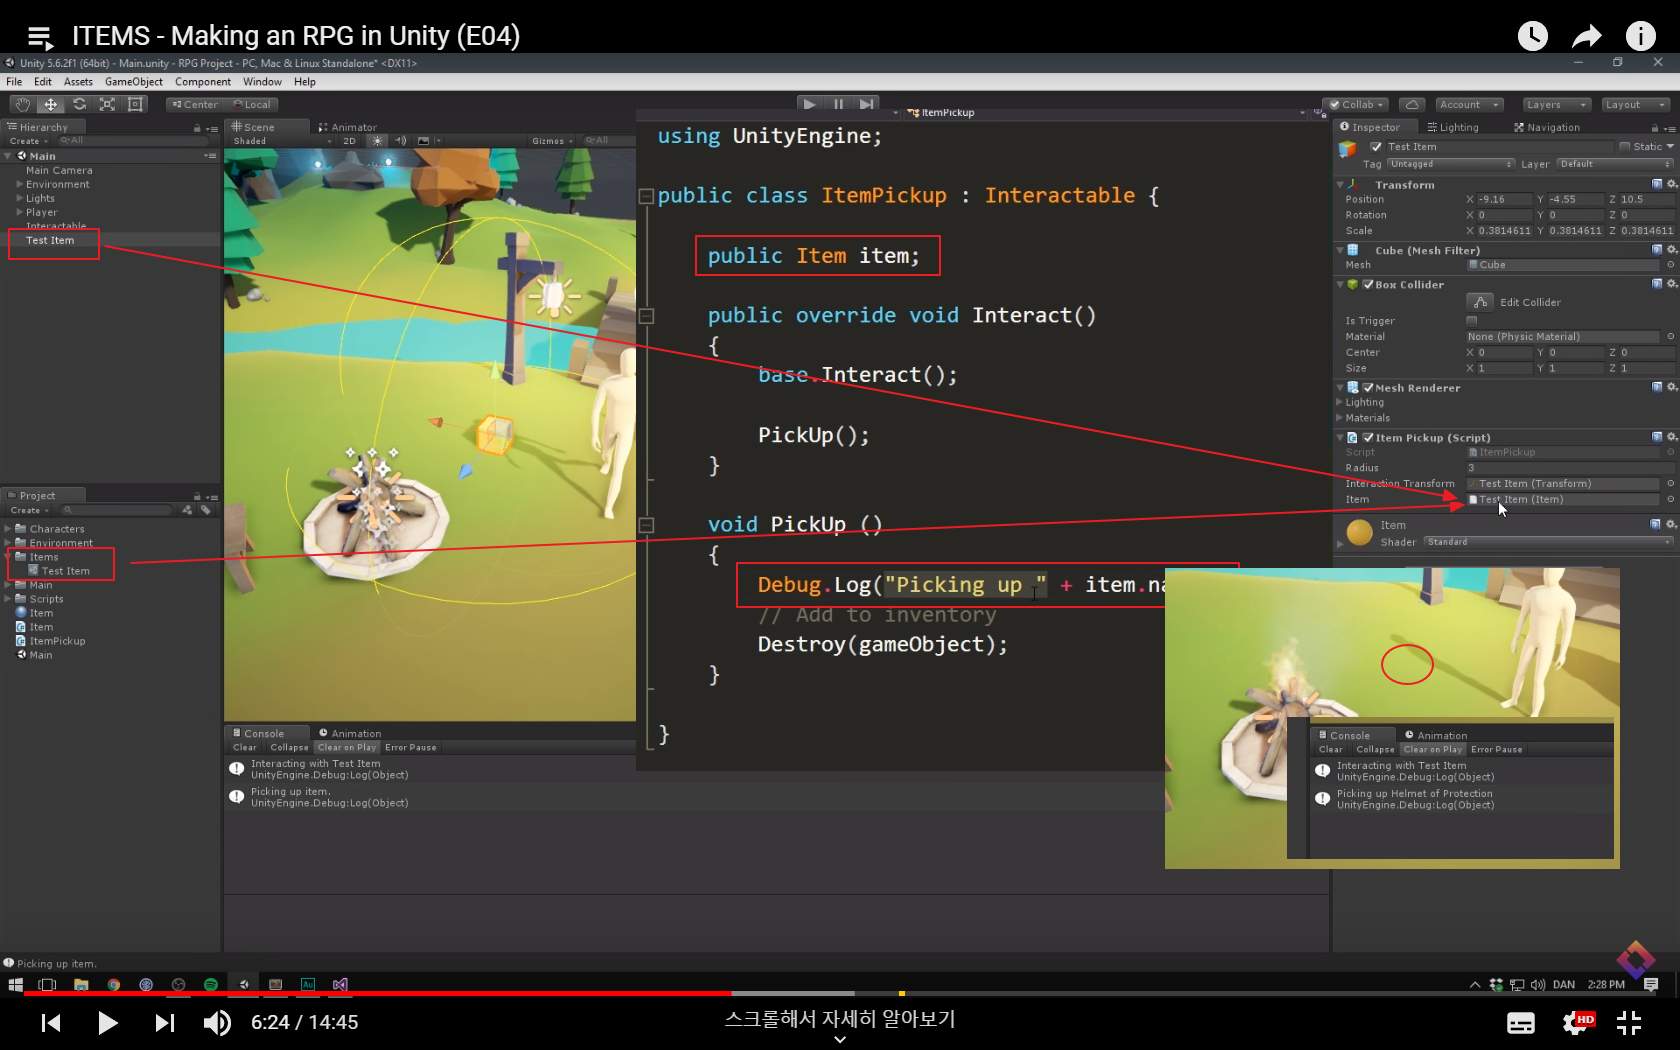 ITEMS - Making an RPG in Unity (E04)
Unity 5.6.2f1 (64bit) - Main.unity - RPG Project - PC, Mac & Linux Standalone* <DX11>
File Edit Assets GameObject Component Window Help
Center Local
Collab Account Layers Layout
Hierarchy
Create All
Main
Main Camera
Environment
Lights
Player
Interactable
Test Item
Scene Animator
Shaded 2D Gizmos All
ItemPickup
using UnityEngine;
public class ItemPickup : Interactable {
public Item item;
public override void Interact()
{
base.Interact();
PickUp();
}
void PickUp ()
{
Debug.Log("Picking up " + item.na
// Add to inventory
Destroy(gameObject);
}
}
Inspector Lighting Navigation
Test Item Static
Tag Untagged Layer Default
Transform
Position X -9.16 Y -4.55 Z 10.5
Rotation X 0 Y 0 Z 0
Scale X 0.3814611 Y 0.3814611 Z 0.3814611
Cube (Mesh Filter)
Mesh Cube
Box Collider
Edit Collider
Is Trigger
Material None (Physic Material)
Center X 0 Y 0 Z 0
Size X 1 Y 1 Z 1
Mesh Renderer
Lighting
Materials
Item Pickup (Script)
Script ItemPickup
Radius 3
Interaction Transform Test Item (Transform)
Item Test Item (Item)
Item
Shader Standard
Project
Create
Characters
Environment
Items
Test Item
Main
Scripts
Item
Item
ItemPickup
Main
Console Animation
Clear Collapse Clear on Play Error Pause
Interacting with Test Item
UnityEngine.Debug:Log(Object)
Picking up item.
UnityEngine.Debug:Log(Object)
Console Animation
Clear Collapse Clear on Play Error Pause
Interacting with Test Item
UnityEngine.Debug:Log(Object)
Picking up Helmet of Protection
UnityEngine.Debug:Log(Object)
Picking up item.
Au
DAN 2:28 PM
6:24 / 14:45
스크롤해서 자세히 알아보기
HD